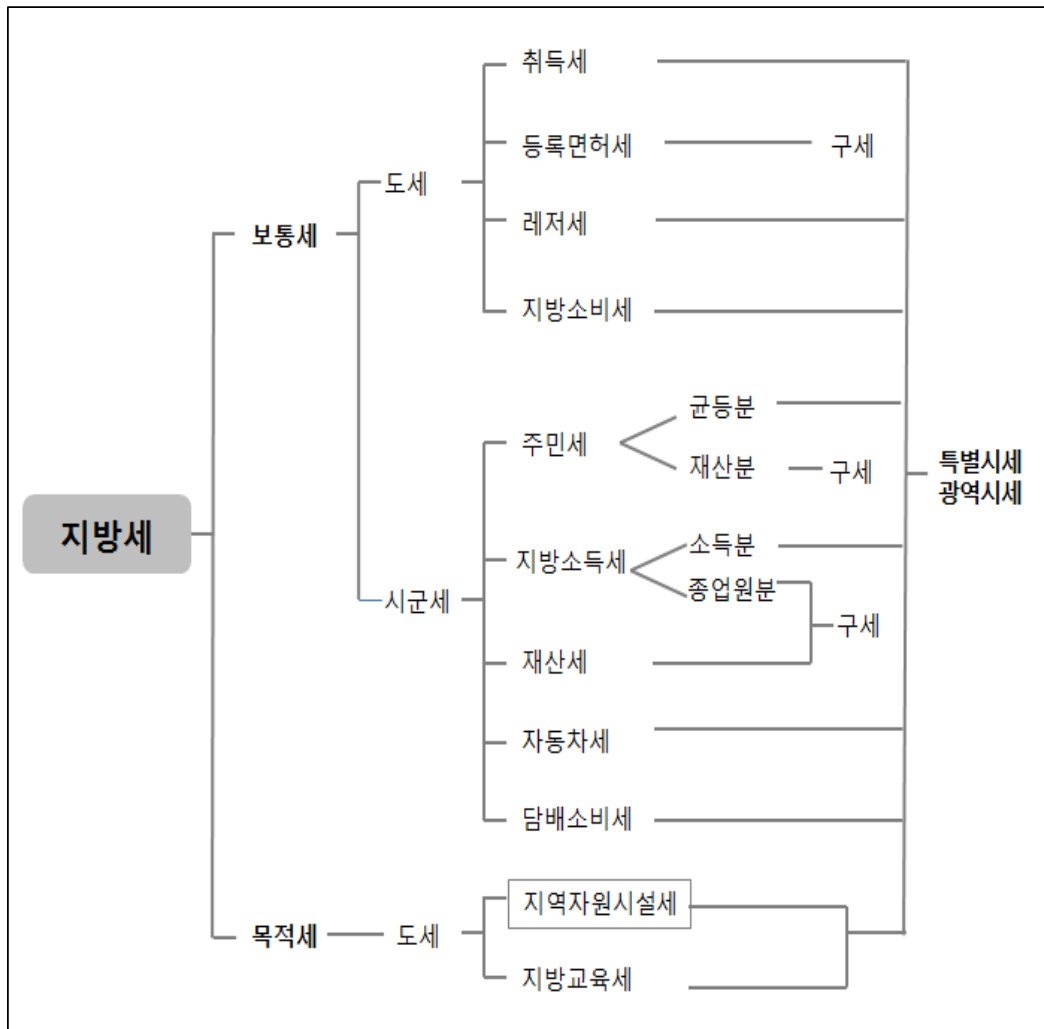 취득세
등록면허세 구세
도세
레저세
보통세
지방소비세
균등분
주민세
재산분 구세
특별시세
광역시세
지방세
소득분
지방소득세
종업원분
시군세
구세
재산세
자동차세
담배소비세
지역자원시설세
목적세 도세
지방교육세